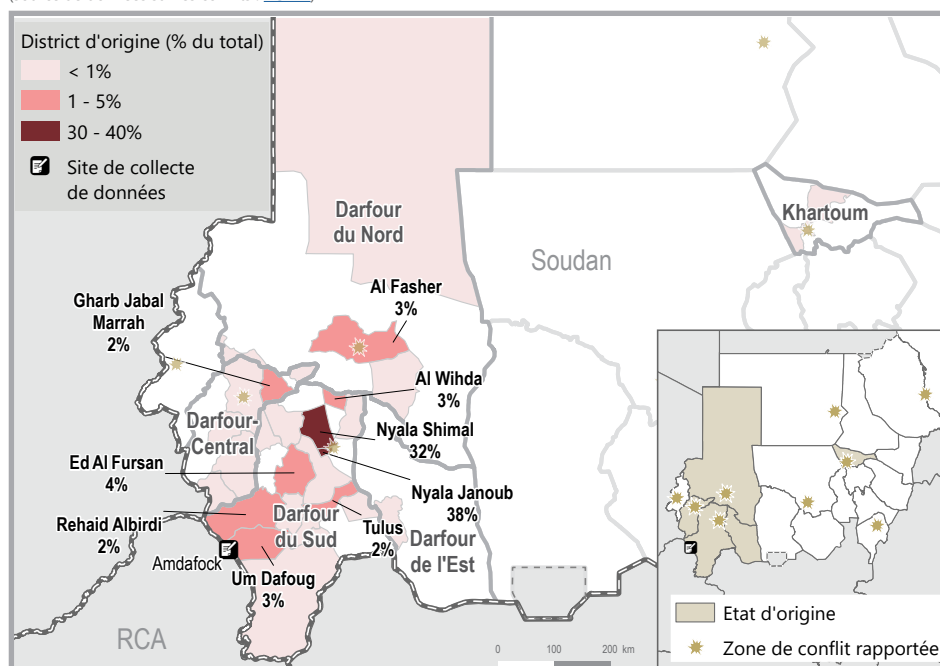 District d'origine (% du total)
< 1%
1 - 5%
30 - 40%
Site de collecte
de données
Darfour
du Nord
Khartoum
Soudan
Gharb Jabal
Marrah
2%
Al Fasher
3%
Al Wihda
3%
Darfour-
Central
Nyala Shimal
32%
Ed Al Fursan
4%
Nyala Janoub
38%
Rehaid Albirdi
2%
Darfour
du Sud
Tulus
2%
Darfour
de l'Est
Amdafock
Um Dafoug
3%
RCA
0 100 200 km
Etat d'origine
Zone de conflit rapportée